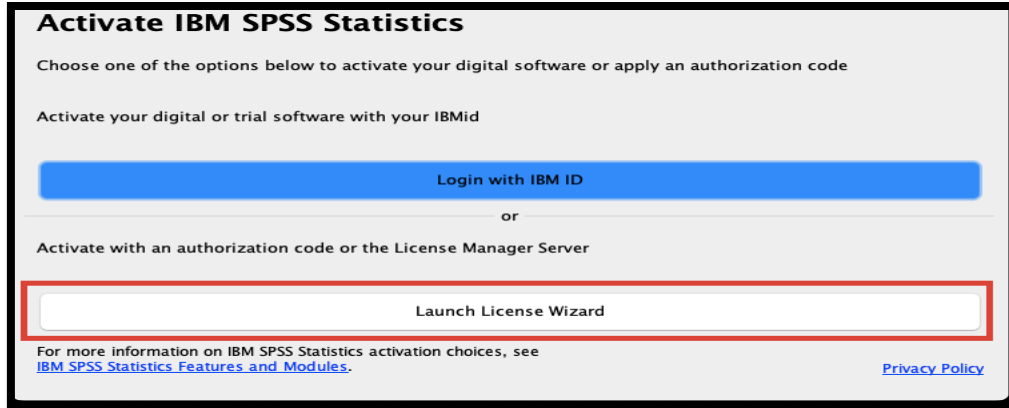 Activate IBM SPSS Statistics
Choose one of the options below to activate your digital software or apply an authorization code
Activate your digital or trial software with your IBMid
Login with IBM ID
or
Activate with an authorization code or the License Manager Server
Launch License Wizard
For more information on IBM SPSS Statistics activation choices, see
IBM SPSS Statistics Features and Modules.
Privacy Policy